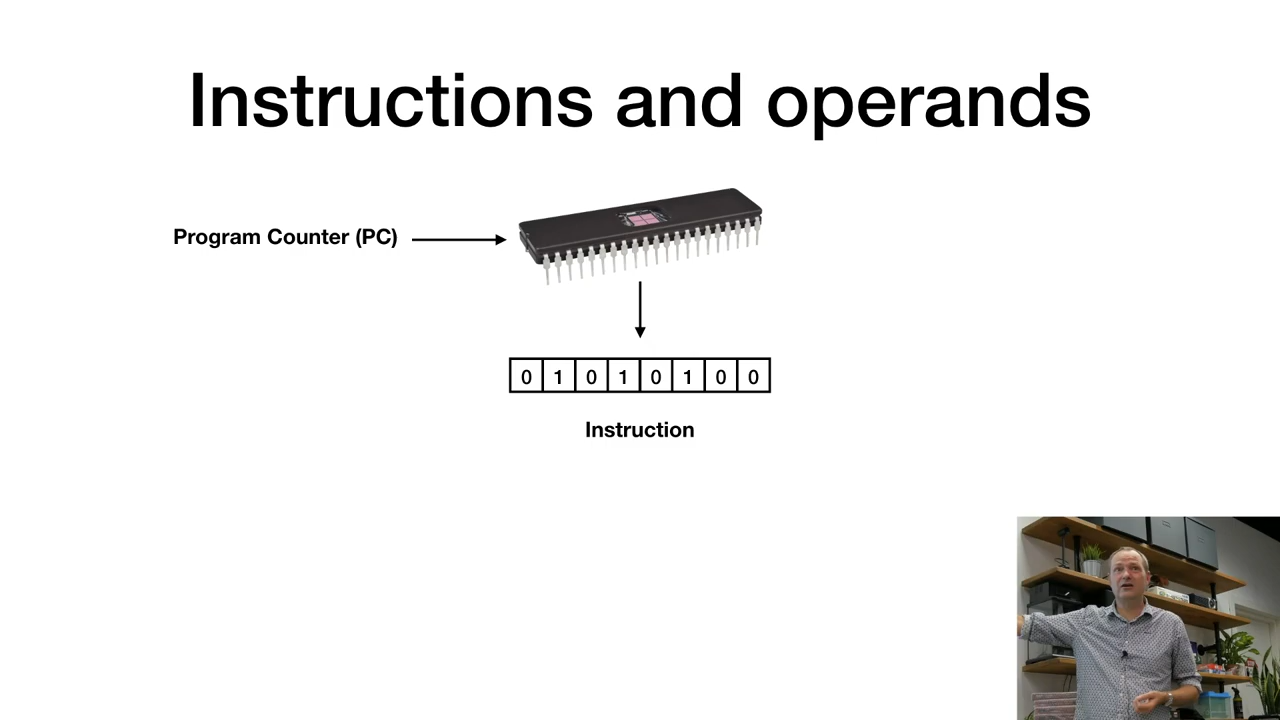 Instructions and operands
Program Counter (PC)
0 1 0 1 0 1 0 0
Instruction